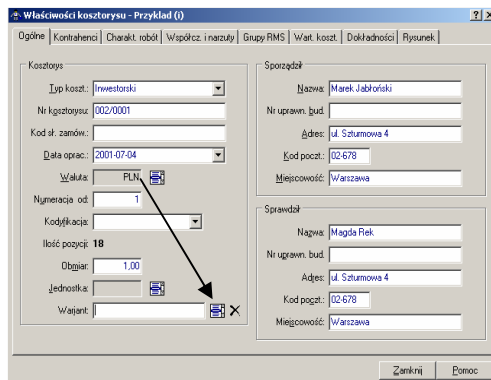 Właściwości kosztorysu - Przykład (i)
Ogólne Kontrahenci Charakt. robót Współcz. i narzuty Grupy RMS Wart. koszt. Dokładności Rysunek
Kosztorys
Typ koszt.: Inwestorski
Nr kosztorysu: 002/0001
Kod sł. zamów.:
Data oprac.: 2001-07-04
Waluta: PLN
Numeracja od: 1
Kodyfikacja:
Ilość pozycji: 18
Obmiar: 1,00
Jednostka:
Wariant:
Sporządził
Nazwa: Marek Jabłoński
Nr uprawn. bud.
Adres: ul. Szturmowa 4
Kod poczt.: 02-678
Miejscowość: Warszawa
Sprawdził
Nazwa: Magda Rek
Nr uprawn. bud.
Adres: ul. Szturmowa 4
Kod poczt.: 02-678
Miejscowość: Warszawa
Zamknij Pomoc